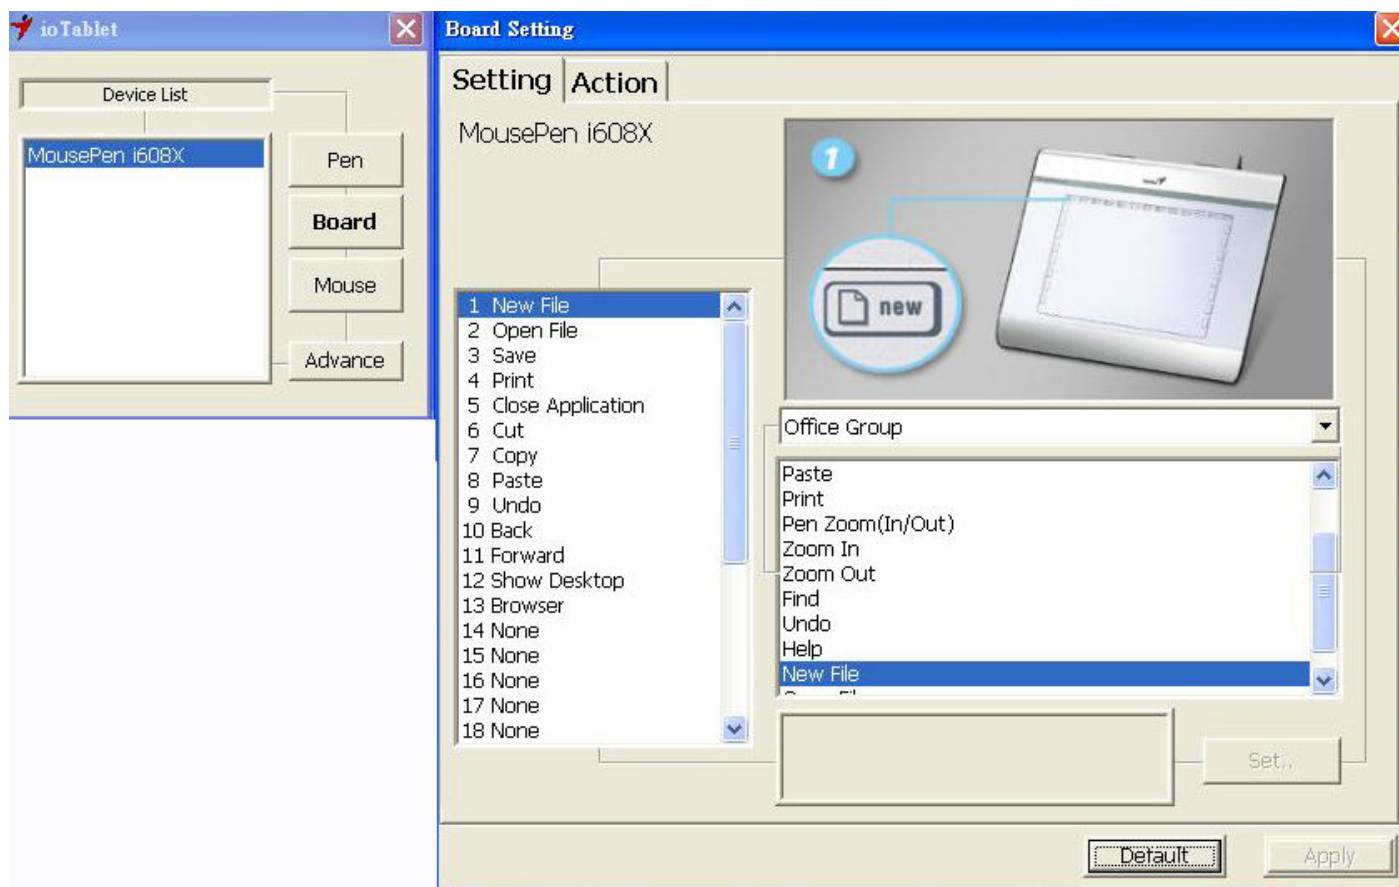 ioTablet
Device List
MousePen i608X
Pen
Board
Mouse
Advance
Board Setting
Setting
Action
MousePen i608X
1
new
1 New File
2 Open File
3 Save
4 Print
5 Close Application
6 Cut
7 Copy
8 Paste
9 Undo
10 Back
11 Forward
12 Show Desktop
13 Browser
14 None
15 None
16 None
17 None
18 None
Office Group
Paste
Print
Pen Zoom(In/Out)
Zoom In
Zoom Out
Find
Undo
Help
New File
Set..
Detault
Apply